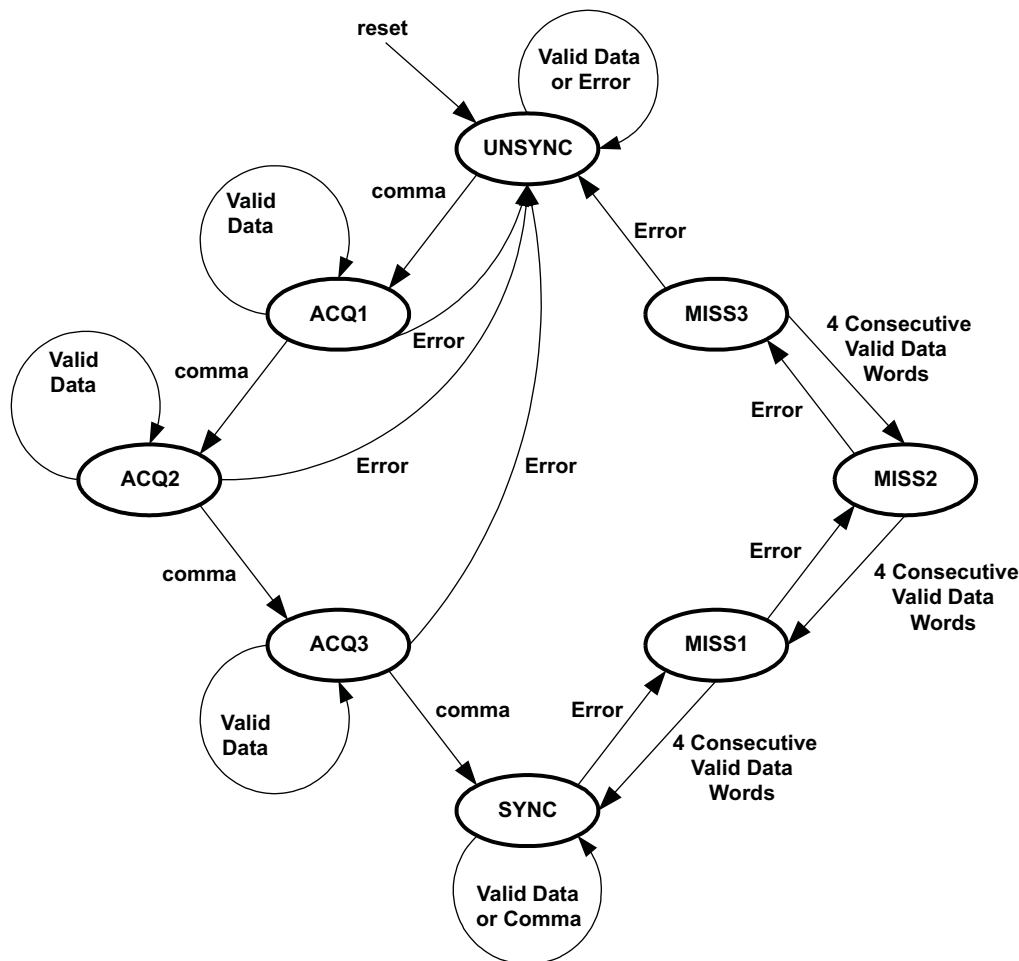 reset
Valid Data
or Error
UNSYNC
comma
Valid
Data
Error
ACQ1
MISS3
Error
4 Consecutive
Valid Data
Words
comma
Valid
Data
Error
ACQ2
Error
Error
MISS2
comma
Error
4 Consecutive
Valid Data
Words
ACQ3
MISS1
Valid
Data
comma
Error
4 Consecutive
Valid Data
Words
SYNC
Valid Data
or Comma